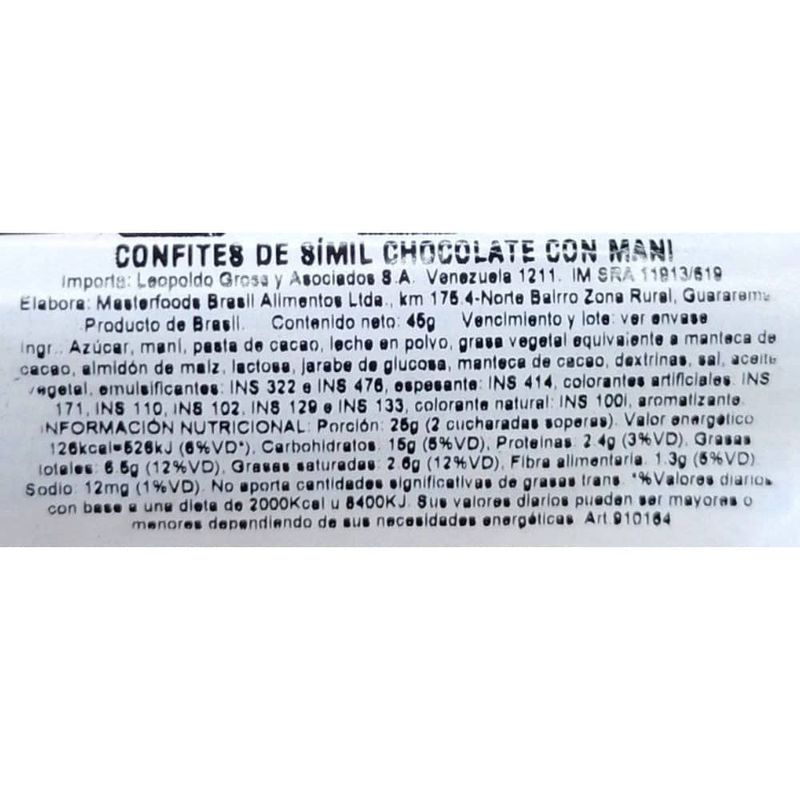 CONFITES DE SÍMIL CHOCOLATE CON MANI
Importa: Leopoldo Gross y Asociados S.A. Venezuela 1211. IM SRA 11913/619
Elabora: Masterfoods Brasil Alimentos Ltda., km 175.4-Norte Bairro Zona Rural, Guararema
Producto de Brasil. Contenido neto: 45g Vencimiento y lote: ver envase
Ingr.: Azúcar, maní, pasta de cacao, leche en polvo, grasa vegetal equivalente a manteca de
cacao, almidón de maíz, lactosa, jarabe de glucosa, manteca de cacao, dextrinas, sal, aceite
vegetal, emulsificantes: INS 322 e INS 476, espesante: INS 414, colorantes artificiales: INS
171, INS 110, INS 102, INS 129 e INS 133, colorante natural: INS 100i, aromatizante.
INFORMACIÓN NUTRICIONAL: Porción: 25g (2 cucharadas soperas). Valor energético
126kcal=526kJ (6%VD*), Carbohidratos: 15g (5%VD), Proteínas: 2.4g (3%VD). Grasas
totales: 6.5g (12%VD), Grasas saturadas: 2.6g (12%VD), Fibra alimentaria: 1.3g (5%VD).
Sodio: 12mg (1%VD). No aporta cantidades significativas de grasas trans. *%Valores diarios
con base a una dieta de 2000Kcal u 8400KJ. Sus valores diarios pueden ser mayores o
menores dependiendo de sus necesidades energéticas Art.910164